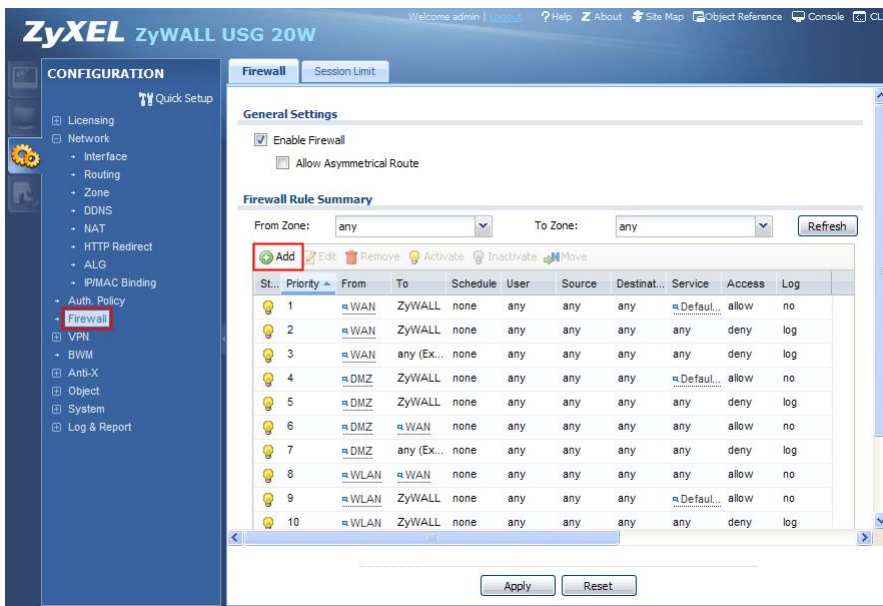 Welcome admin | Logout ?Help Z About Site Map Object Reference Console CL
ZyXEL ZyWALL USG 20W
CONFIGURATION
Quick Setup
Licensing
Network
Interface
Routing
Zone
DDNS
NAT
HTTP Redirect
ALG
IP/MAC Binding
Auth. Policy
Firewall
VPN
BWM
Anti-X
Object
System
Log & Report
Firewall Session Limit
General Settings
Enable Firewall
Allow Asymmetrical Route
Firewall Rule Summary
From Zone: any To Zone: any Refresh
Add Edit Remove Activate Inactivate Move
St... Priority From To Schedule User Source Destinat... Service Access Log
1 WAN ZyWALL none any any any Defaul... allow no
2 WAN ZyWALL none any any any any deny log
3 WAN any (Ex... none any any any any deny log
4 DMZ ZyWALL none any any any Defaul... allow no
5 DMZ ZyWALL none any any any any deny log
6 DMZ WAN none any any any any allow no
7 DMZ any (Ex... none any any any any deny log
8 WLAN WAN none any any any any allow no
9 WLAN ZyWALL none any any any Defaul... allow no
10 WLAN ZyWALL none any any any any deny log
Apply Reset